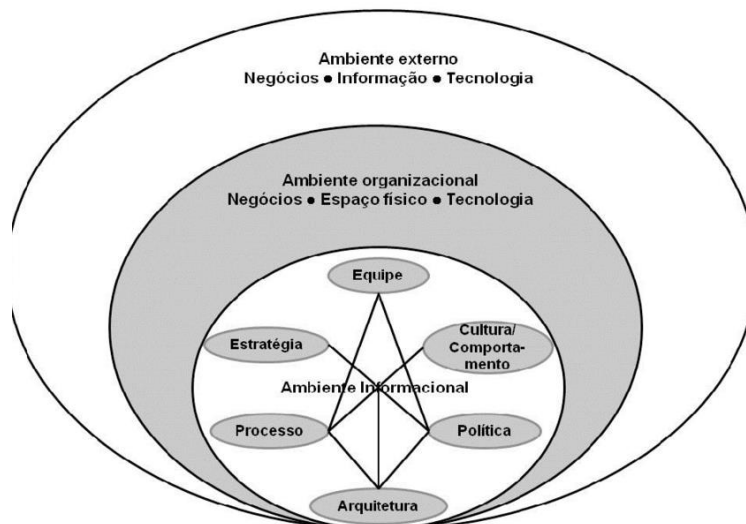 Ambiente externo
Negócios ● Informação ● Tecnologia
Ambiente organizacional
Negócios ● Espaço físico ● Tecnologia
Equipe
Estratégia
Cultura/
Comporta-
mento
Ambiente Informacional
Processo
Política
Arquitetura